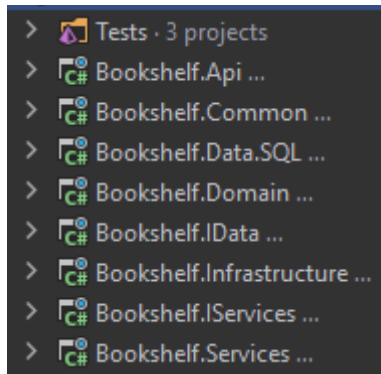 Tests · 3 projects
C# Bookshelf.Api ...
C# Bookshelf.Common ...
C# Bookshelf.Data.SQL ...
C# Bookshelf.Domain ...
C# Bookshelf.IData ...
C# Bookshelf.Infrastructure ...
C# Bookshelf.IServices ...
C# Bookshelf.Services ...